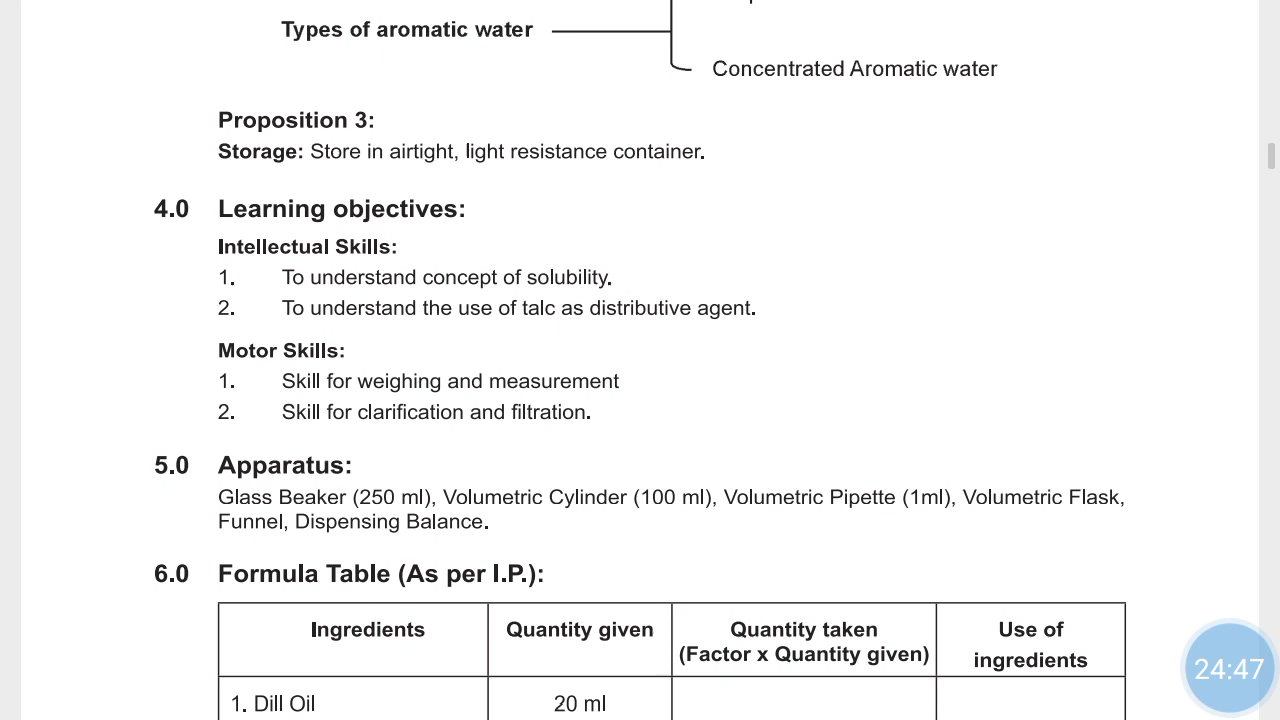 Types of aromatic water
Concentrated Aromatic water
Proposition 3:
Storage: Store in airtight, light resistance container.
4.0 Learning objectives:
Intellectual Skills:
1. To understand concept of solubility.
2. To understand the use of talc as distributive agent.
Motor Skills:
1. Skill for weighing and measurement
2. Skill for clarification and filtration.
5.0 Apparatus:
Glass Beaker (250 ml), Volumetric Cylinder (100 ml), Volumetric Pipette (1ml), Volumetric Flask,
Funnel, Dispensing Balance.
6.0 Formula Table (As per I.P.):
Ingredients Quantity given Quantity taken Use of
(Factor x Quantity given) ingredients
1. Dill Oil 20 ml
24:47